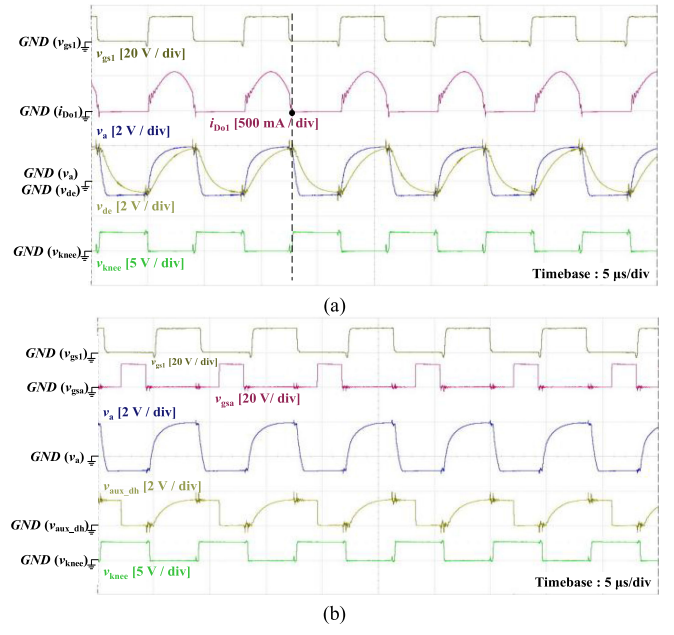 GND (vgs1)
vgs1 [20 V / div]
GND (iDo1)
iDo1 [500 mA / div]
va [2 V / div]
GND (va)
GND (vde)
vde [2 V / div]
GND (vknee)
vknee [5 V / div]
Timebase : 5 μs/div
(a)
GND (vgs1)
vgs1 [20 V / div]
GND (vgsa)
vgsa [20 V / div]
va [2 V / div]
GND (va)
vaux_dh [2 V / div]
GND (vaux_dh)
GND (vknee)
vknee [5 V / div]
Timebase : 5 μs/div
(b)